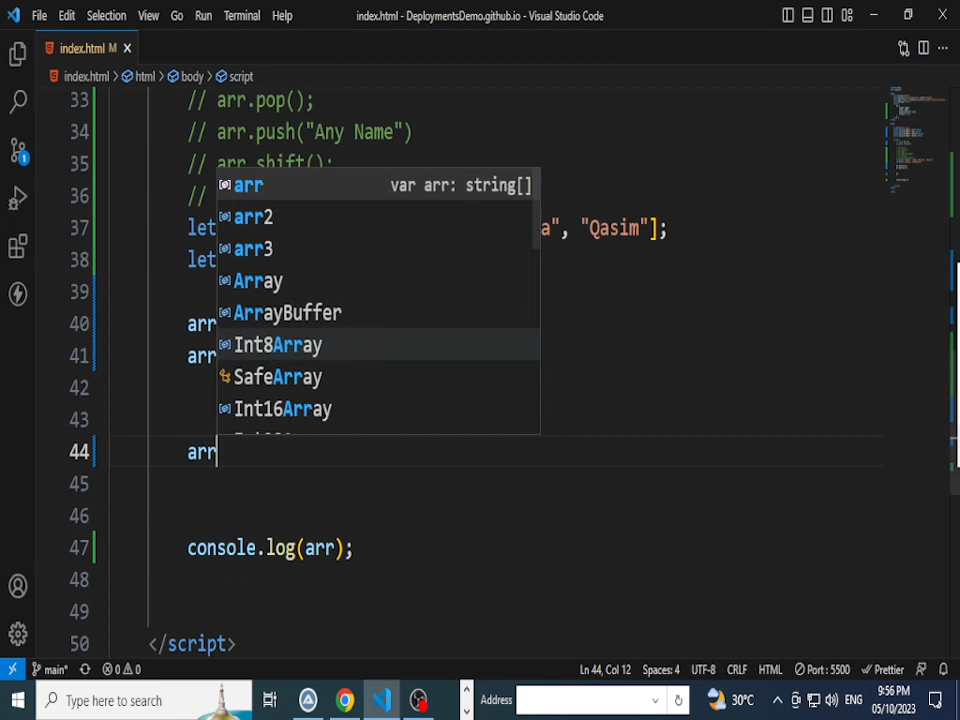 File Edit Selection View Go Run Terminal Help index.html - DeploymentsDemo.github.io - Visual Studio Code
index.html M
index.html > html > body > script
33 // arr.pop();
34 // arr.push("Any Name")
35 // arr.shift();
36 //
37 let a", "Qasim"];
38 let
39
40 arr
41 arr
42
43
44 arr
45
46
47 console.log(arr);
48
49
50 </script>
arr var arr: string[]
arr2
arr3
Array
ArrayBuffer
Int8Array
SafeArray
Int16Array
main* 0 0 Ln 44, Col 12 Spaces: 4 UTF-8 CRLF HTML Port : 5500 Prettier
Type here to search Address 30°C ENG 9:56 PM
05/10/2023
1